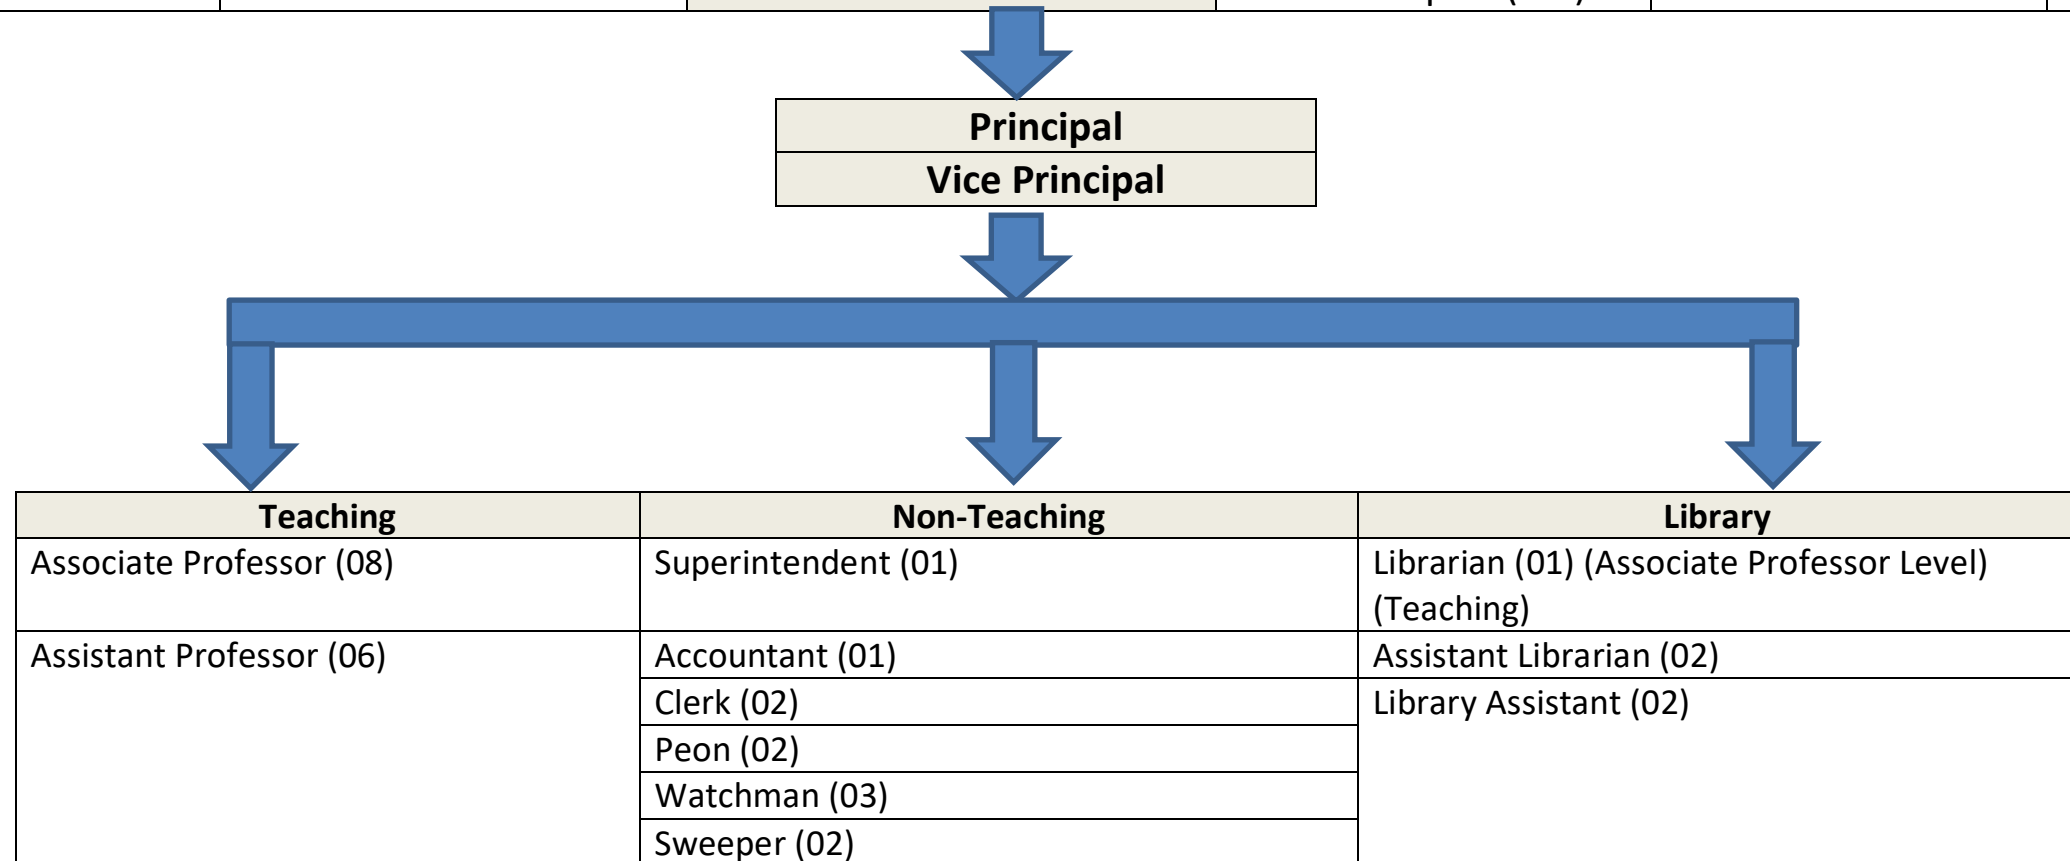 Principal
Vice Principal
Teaching
Non-Teaching
Library
Associate Professor (08)
Superintendent (01)
Librarian (01) (Associate Professor Level)
(Teaching)
Assistant Professor (06)
Accountant (01)
Assistant Librarian (02)
Clerk (02)
Library Assistant (02)
Peon (02)
Watchman (03)
Sweeper (02)